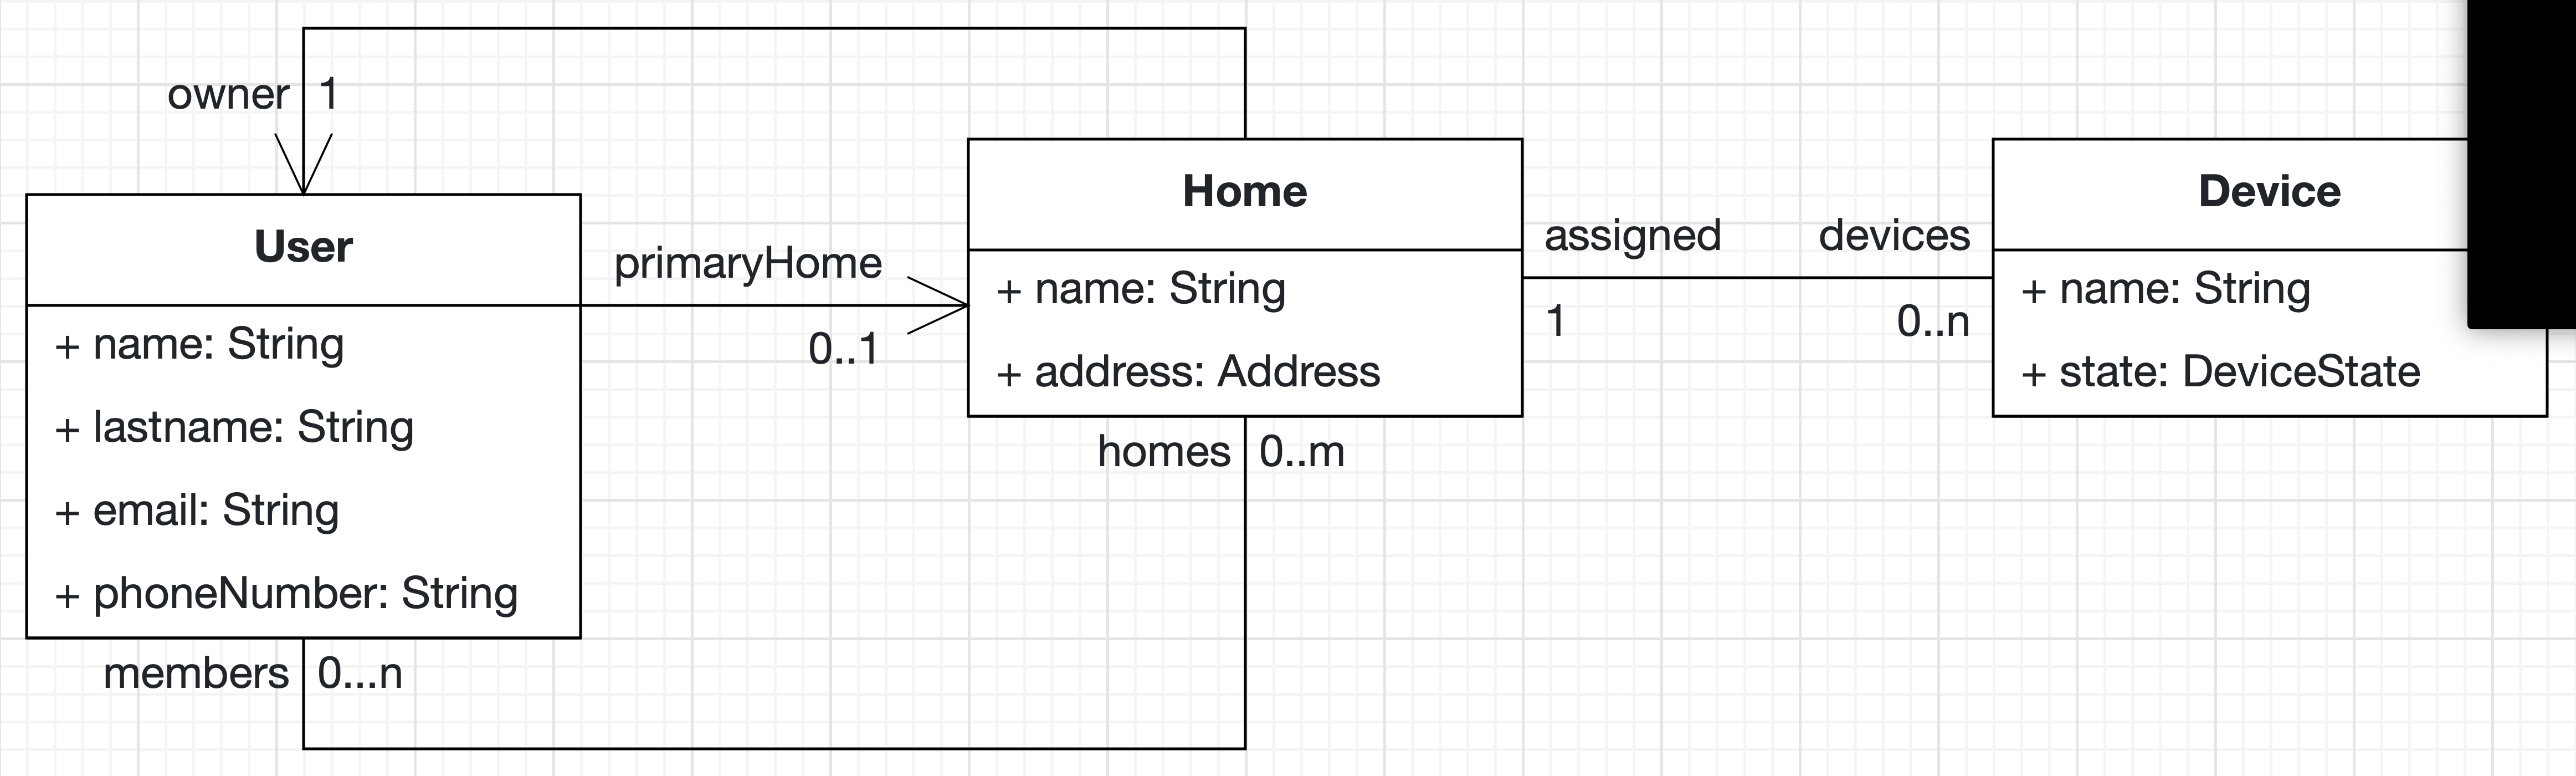 owner 1
User
+ name: String
+ lastname: String
+ email: String
+ phoneNumber: String
members 0...n
primaryHome
0..1
Home
+ name: String
+ address: Address
homes 0..m
assigned devices
1 0..n
Device
+ name: String
+ state: DeviceState